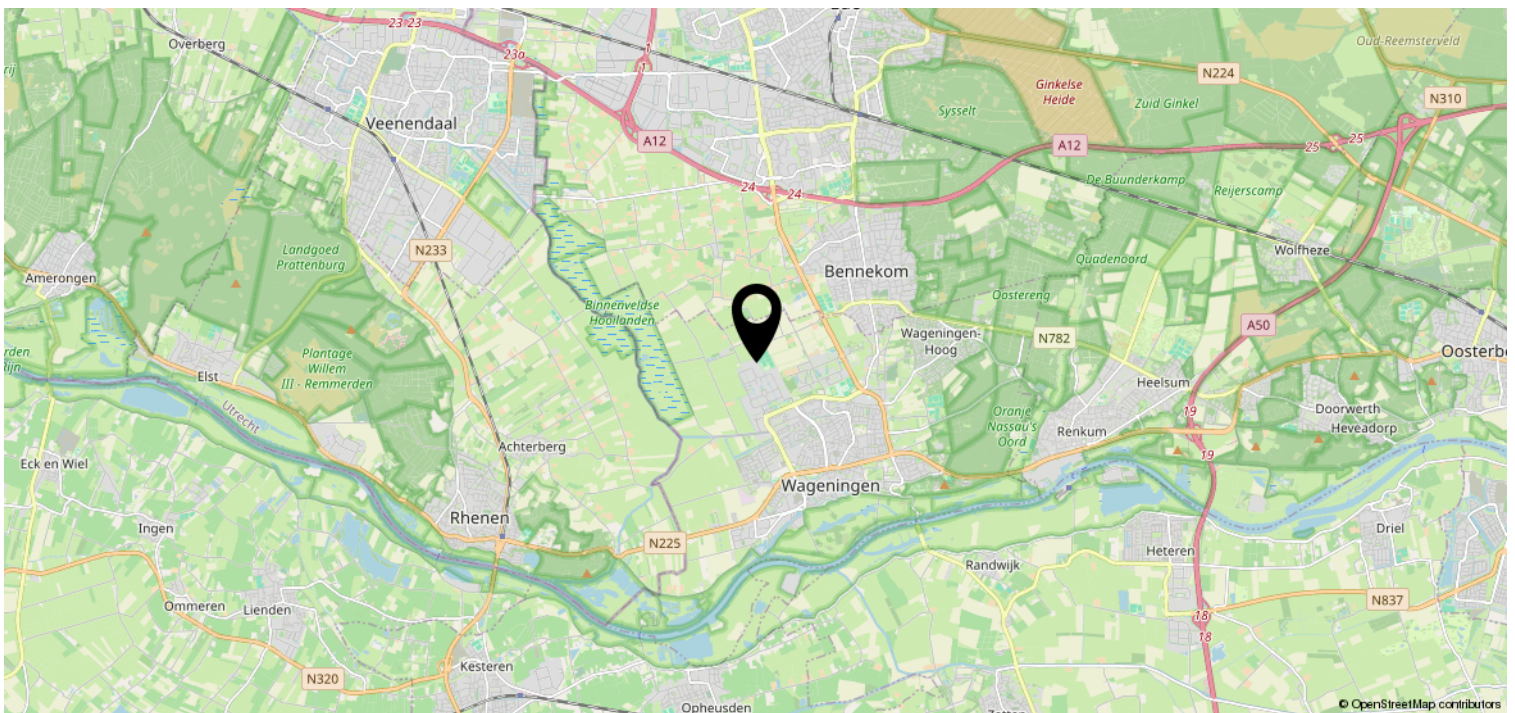 23 23
Overberg
23a
1
1
Oud-Reemsterveld
N224
Ginkelse
Heide
N310
Sysselt
Zuid Ginkel
Veenendaal
A12
A12
25
25
24
24
De Buunderkamp
Reijerscamp
Landgoed
Prattenburg
N233
Wolfheze
Quadenoord
Bennekom
Amerongen
Binnenveldse
Hooilanden
Oostereng
A50
Wageningen-
Hoog
N782
Oosterbe
Plantage
Willem
III - Remmerden
Elst
Heelsum
Utrecht
Oranje
Nassau's
Oord
19
Doorwerth
Heveadorp
Renkum
Achterberg
19
Eck en Wiel
Wageningen
Rhenen
Ingen
N225
Driel
Heteren
Randwijk
Ommeren
Lienden
N837
18
18
Kesteren
N320
Opheusden
© OpenStreetMap contributors